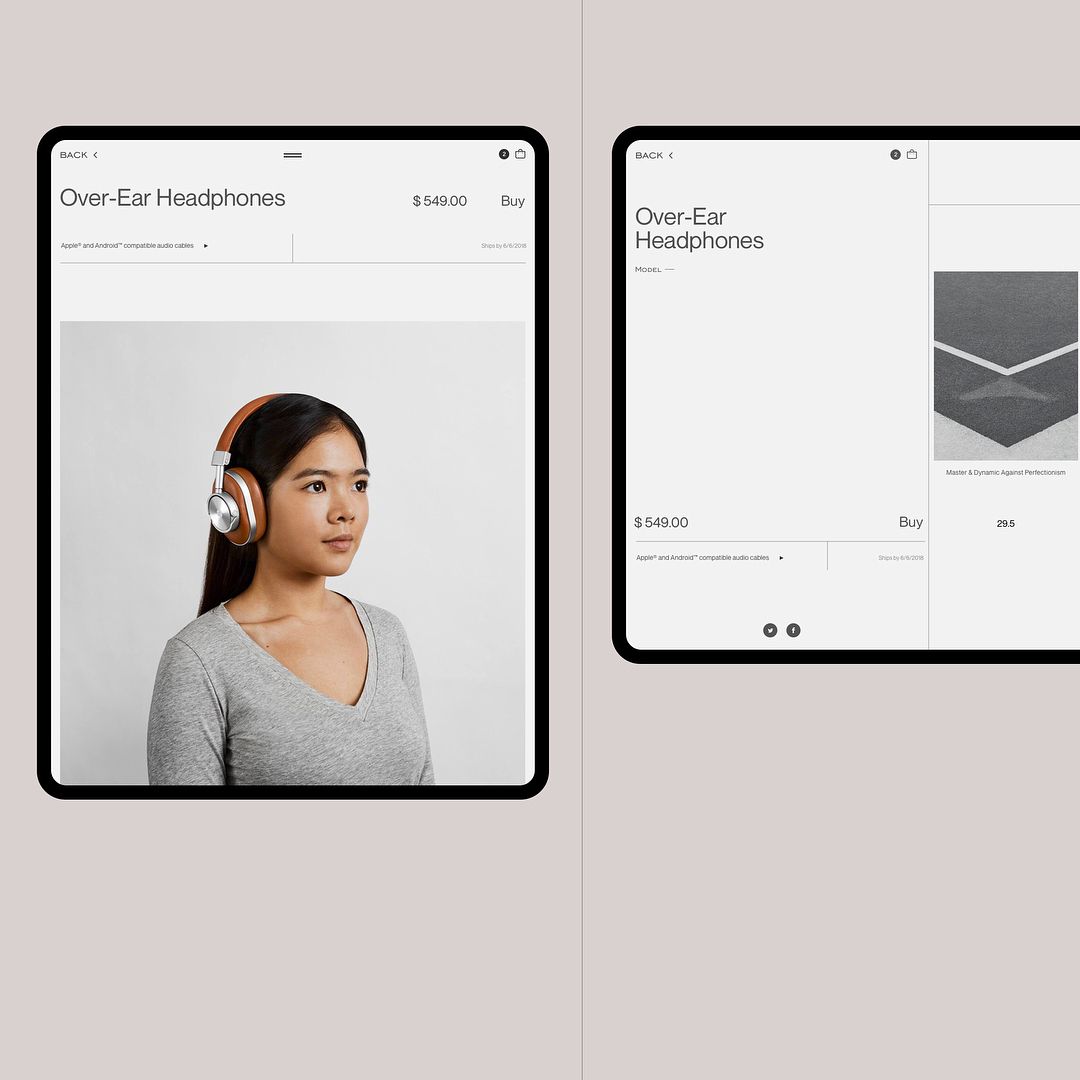 BACK
2
Over-Ear Headphones
$ 549.00
Buy
Apple® and Android™ compatible audio cables
Ships by 6/6/2018
BACK
2
Over-Ear
Headphones
MODEL —
$ 549.00
Buy
Apple® and Android™ compatible audio cables
Ships by 6/6/2018
Master & Dynamic Against Perfectionism
29.5